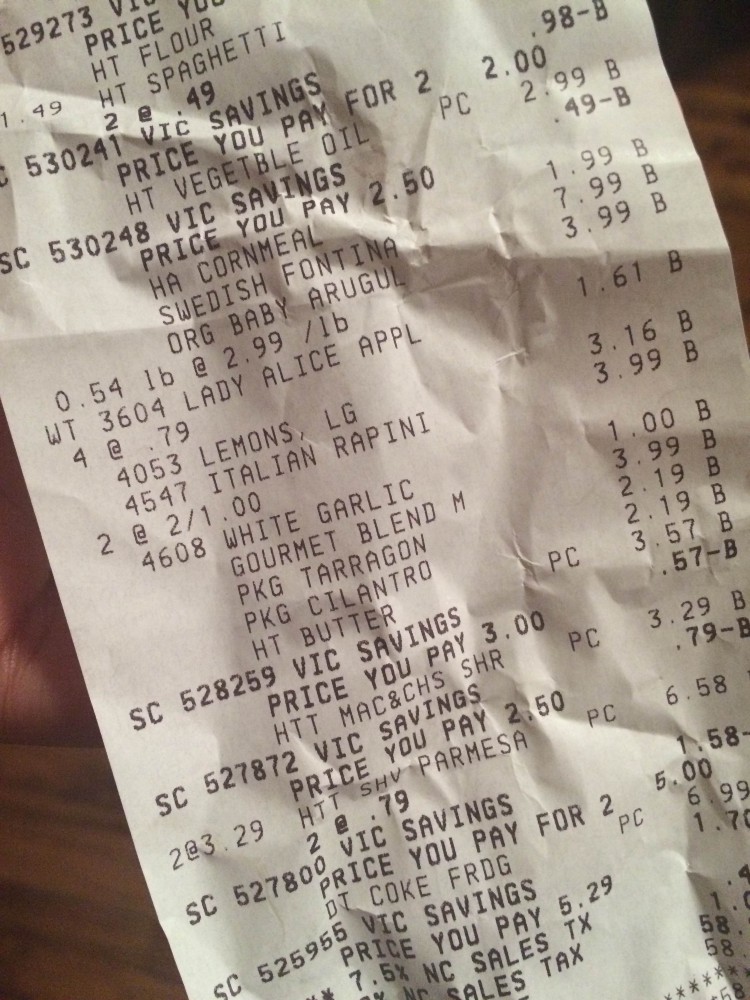 529273 VIC
PRICE YOU
HT FLOUR
1.49 HT SPAGHETTI
2 @ .49 .98-B
C 530241 VIC SAVINGS
PRICE YOU PAY FOR 2 2.00
HT VEGETBLE OIL PC 2.99 B
SC 530248 VIC SAVINGS .49-B
PRICE YOU PAY 2.50
HA CORNMEAL 1.99 B
SWEDISH FONTINA 7.99 B
ORG BABY ARUGUL 3.99 B
0.54 lb @ 2.99 /lb
WT 3604 LADY ALICE APPL 1.61 B
4 @ .79
4053 LEMONS, LG 3.16 B
4547 ITALIAN RAPINI 3.99 B
2 @ 2/1.00
4608 WHITE GARLIC 1.00 B
GOURMET BLEND M 3.99 B
PKG TARRAGON 2.19 B
PKG CILANTRO 2.19 B
HT BUTTER PC 3.57 B
SC 528259 VIC SAVINGS .57-B
PRICE YOU PAY 3.00
HTT MAC&CHS SHR PC 3.29 B
SC 527872 VIC SAVINGS .79-B
PRICE YOU PAY 2.50
2@3.29 HTT SHV PARMESA PC 6.58
2 @ .79
SC 527800 VIC SAVINGS 1.58-
PRICE YOU PAY FOR 2 5.00
DT COKE FRDG PC 6.99
SC 525955 VIC SAVINGS 1.70
PRICE YOU PAY 5.29
** 7.5% NC SALES TX
NC SALES TAX